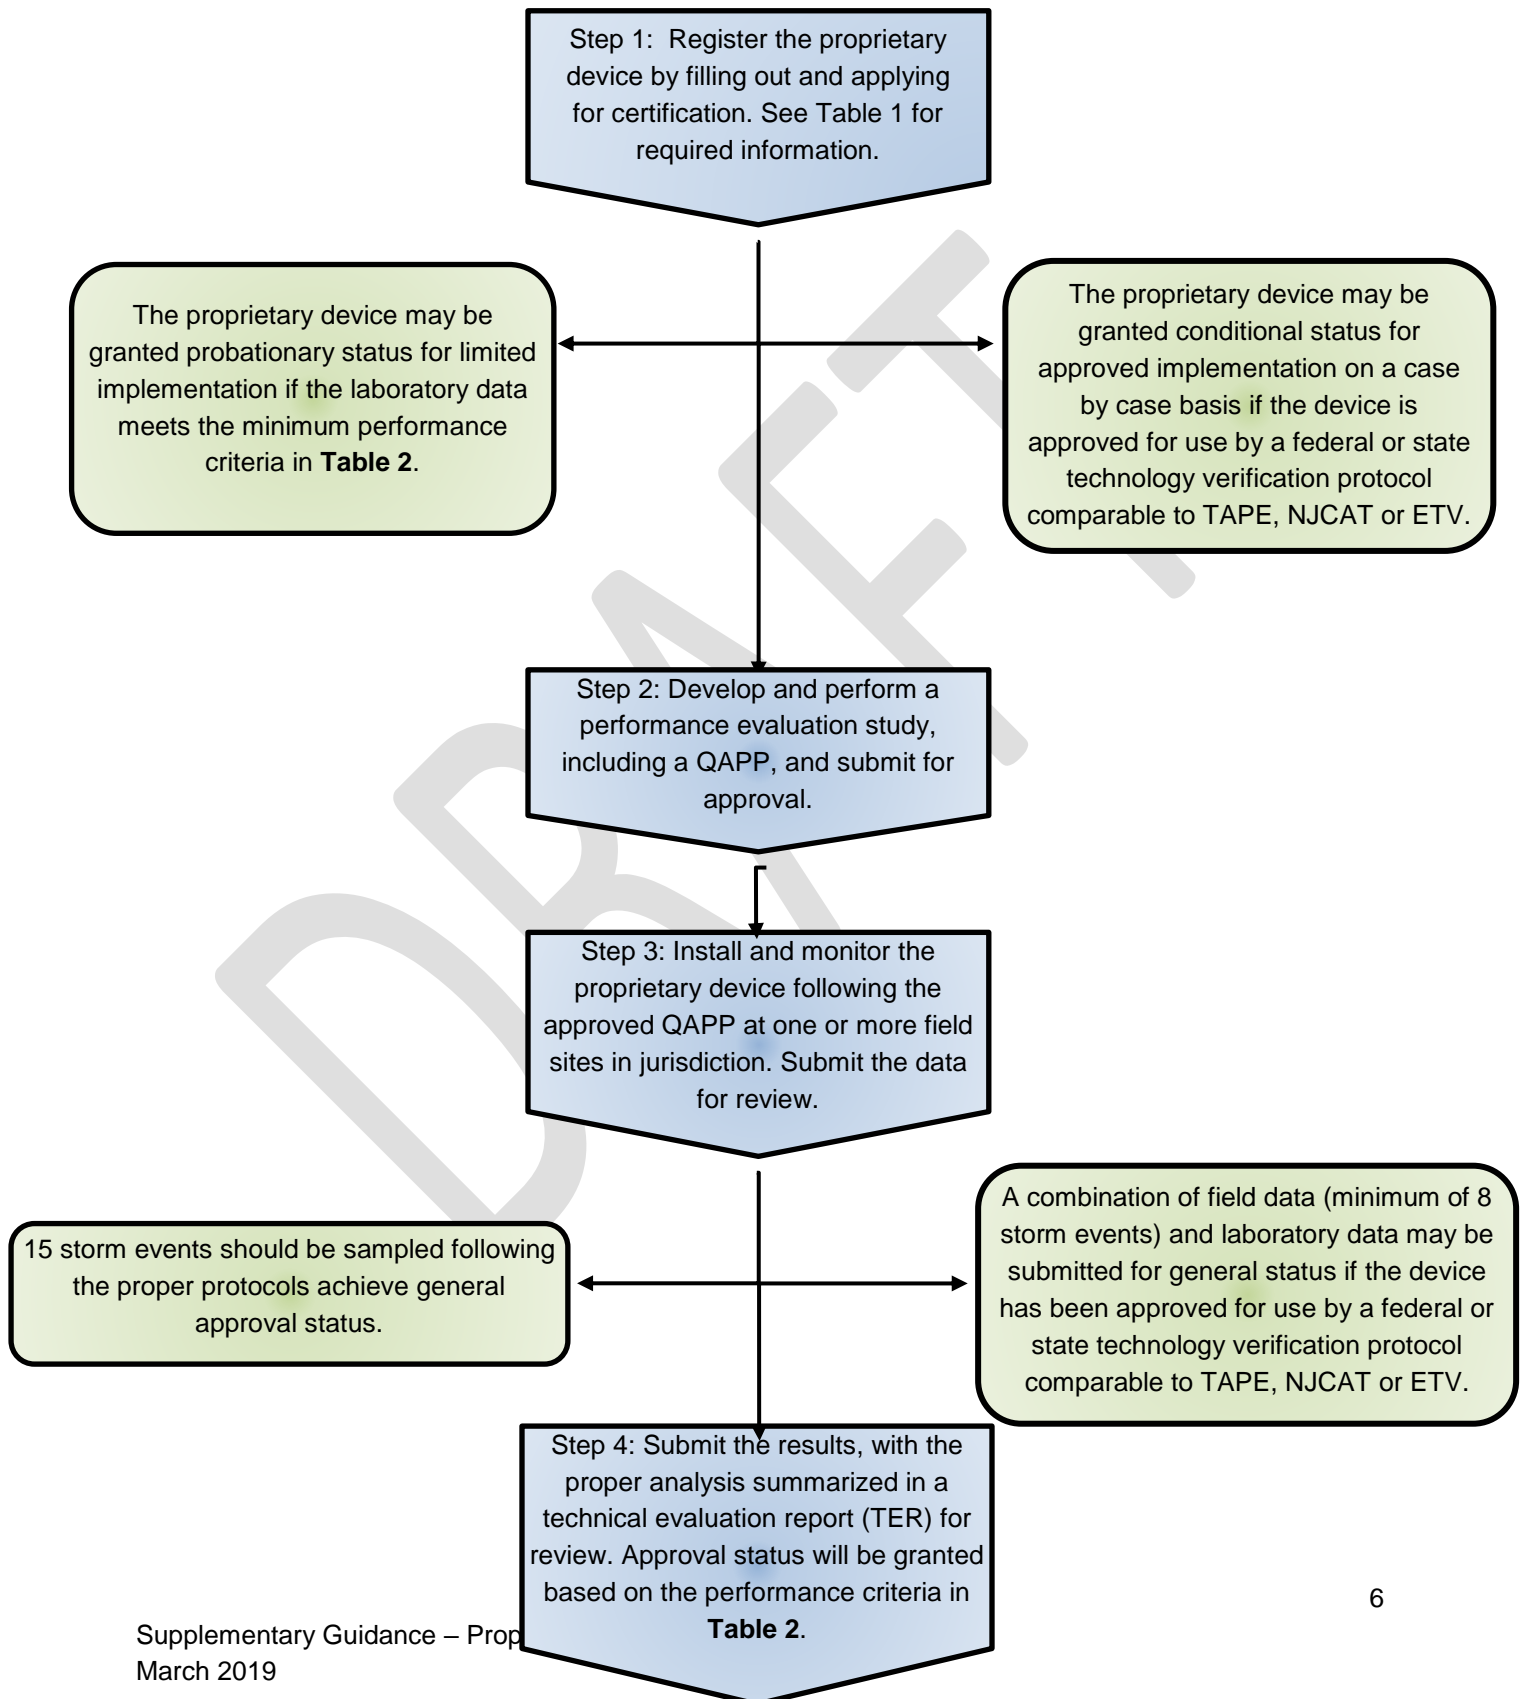 Step 1:  Register the proprietary
device by filling out and applying
for certification. See Table 1 for
required information.
The proprietary device may be
granted probationary status for limited
implementation if the laboratory data
meets the minimum performance
criteria in Table 2.
The proprietary device may be
granted conditional status for
approved implementation on a case
by case basis if the device is
approved for use by a federal or state
technology verification protocol
comparable to TAPE, NJCAT or ETV.
DRAFT
Step 2: Develop and perform a
performance evaluation study,
including a QAPP, and submit for
approval.
Step 3: Install and monitor the
proprietary device following the
approved QAPP at one or more field
sites in jurisdiction. Submit the data
for review.
15 storm events should be sampled following
the proper protocols achieve general
approval status.
A combination of field data (minimum of 8
storm events) and laboratory data may be
submitted for general status if the device
has been approved for use by a federal or
state technology verification protocol
comparable to TAPE, NJCAT or ETV.
Step 4: Submit the results, with the
proper analysis summarized in a
technical evaluation report (TER) for
review. Approval status will be granted
based on the performance criteria in
Table 2.
6
Supplementary Guidance – Prop
March 2019